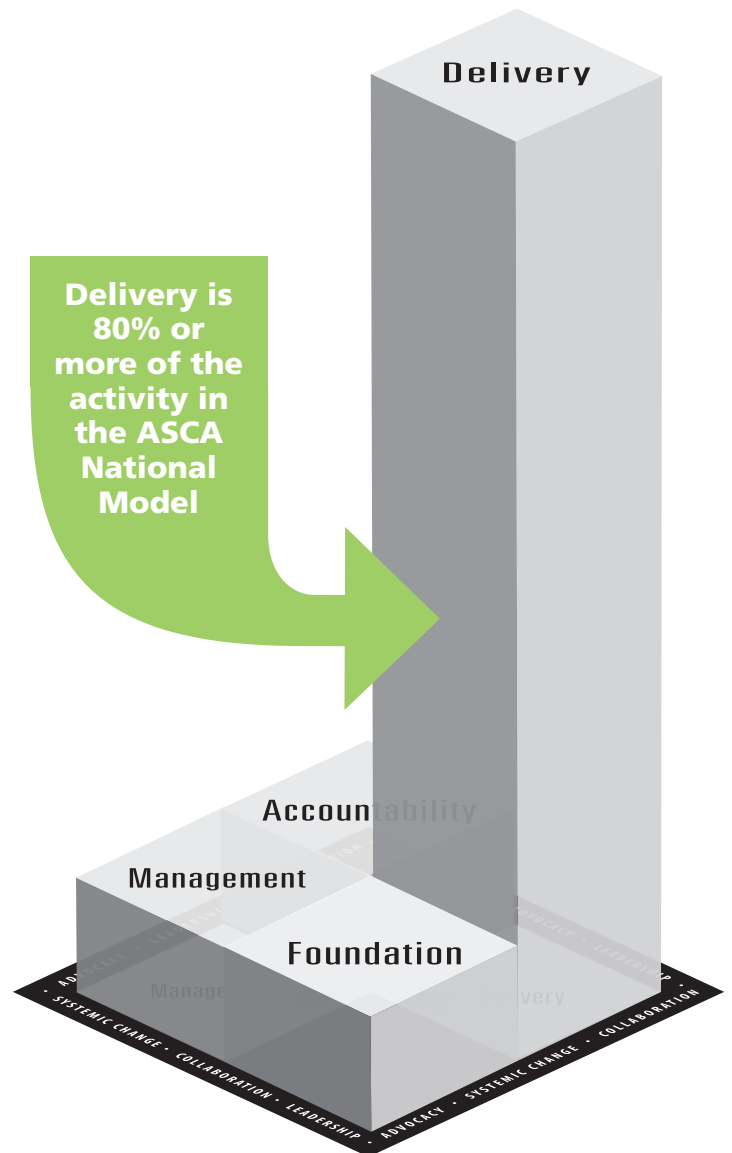 Delivery
Delivery is
80% or
more of the
activity in
the ASCA
National
Model
Accountability
Management
Foundation
ADVOCACY • LEADERSHIP •
• SYSTEMIC CHANGE • COLLABORATION • LEADERSHIP •
ADVOCACY • SYSTEMIC CHANGE • COLLABORATION